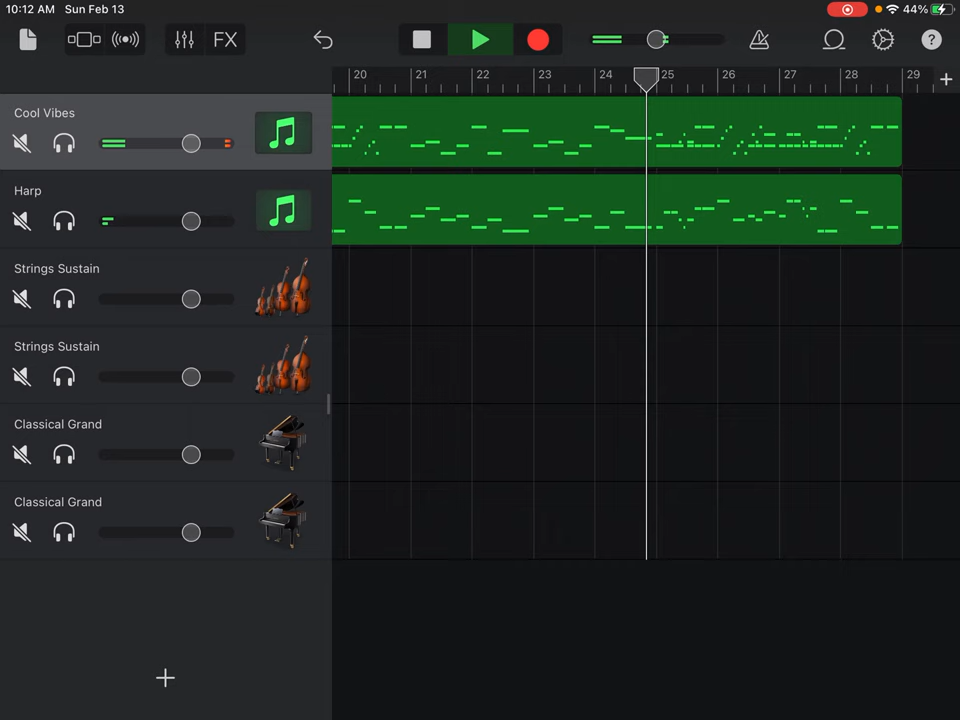 10:12 AM Sun Feb 13 44%
FX ?
20 21 22 23 24 25 26 27 28 29 +
Cool Vibes
Harp
Strings Sustain
Strings Sustain
Classical Grand
Classical Grand
+